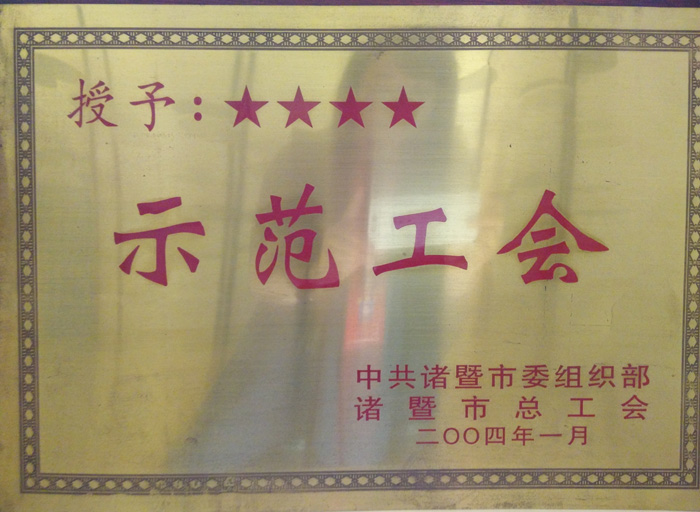 授予:★★★★
示范工会
中共诸暨市委组织部
诸暨市总工会
二〇〇四年一月